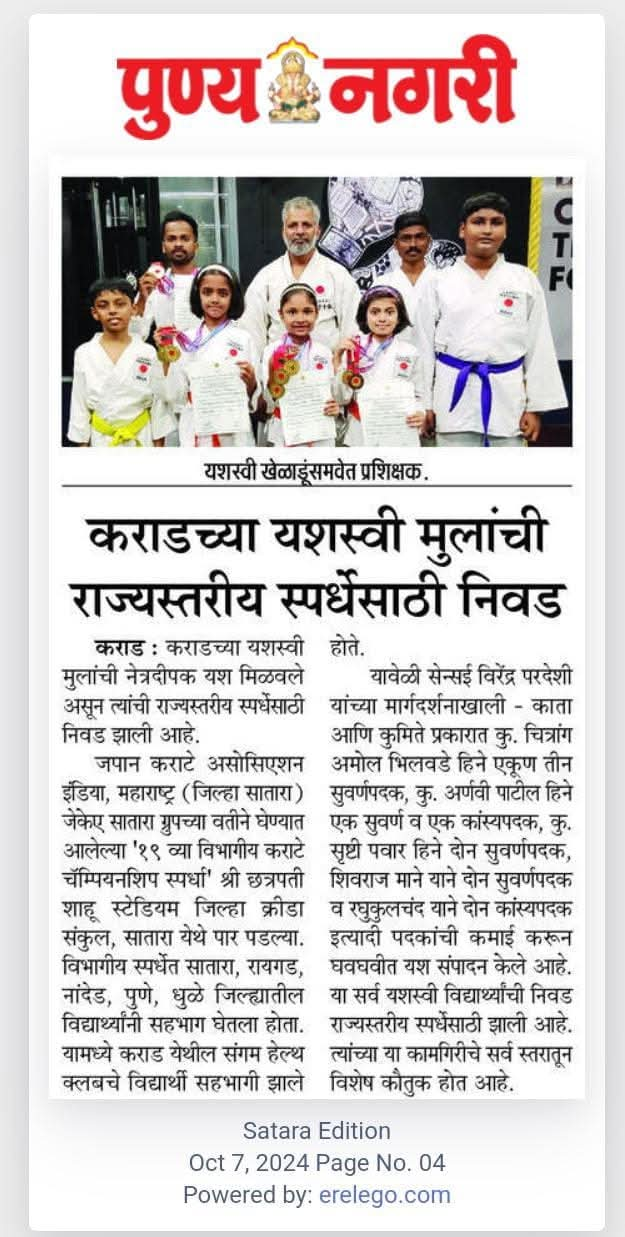 पुण्य नगरी
यशस्वी खेळाडूंसमवेत प्रशिक्षक.
कराडच्या यशस्वी मुलांची
राज्यस्तरीय स्पर्धेसाठी निवड
कराड : कराडच्या यशस्वी
मुलांची नेत्रदीपक यश मिळवले
असून त्यांची राज्यस्तरीय स्पर्धेसाठी
निवड झाली आहे.
जपान कराटे असोसिएशन
इंडिया, महाराष्ट्र (जिल्हा सातारा)
जेकेए सातारा ग्रुपच्या वतीने घेण्यात
आलेल्या '१९ व्या विभागीय कराटे
चॅम्पियनशिप स्पर्धा' श्री छत्रपती
शाहू स्टेडियम जिल्हा क्रीडा
संकुल, सातारा येथे पार पडल्या.
विभागीय स्पर्धेत सातारा, रायगड,
नांदेड, पुणे, धुळे जिल्ह्यातील
विद्यार्थ्यांनी सहभाग घेतला होता.
यामध्ये कराड येथील संगम हेल्थ
क्लबचे विद्यार्थी सहभागी झाले
होते.
यावेळी सेन्सई विरेंद्र परदेशी
यांच्या मार्गदर्शनाखाली - काता
आणि कुमिते प्रकारात कु. चित्रांग
अमोल भिलवडे हिने एकूण तीन
सुवर्णपदक, कु. अर्णवी पाटील हिने
एक सुवर्ण व एक कांस्यपदक, कु.
सृष्टी पवार हिने दोन सुवर्णपदक,
शिवराज माने याने दोन सुवर्णपदक
व रघुकुलचंद याने दोन कांस्यपदक
इत्यादी पदकांची कमाई करून
घवघवीत यश संपादन केले आहे.
या सर्व यशस्वी विद्यार्थ्यांची निवड
राज्यस्तरीय स्पर्धेसाठी झाली आहे.
त्यांच्या या कामगिरीचे सर्व स्तरातून
विशेष कौतुक होत आहे.
Satara Edition
Oct 7, 2024 Page No. 04
Powered by: erelego.com